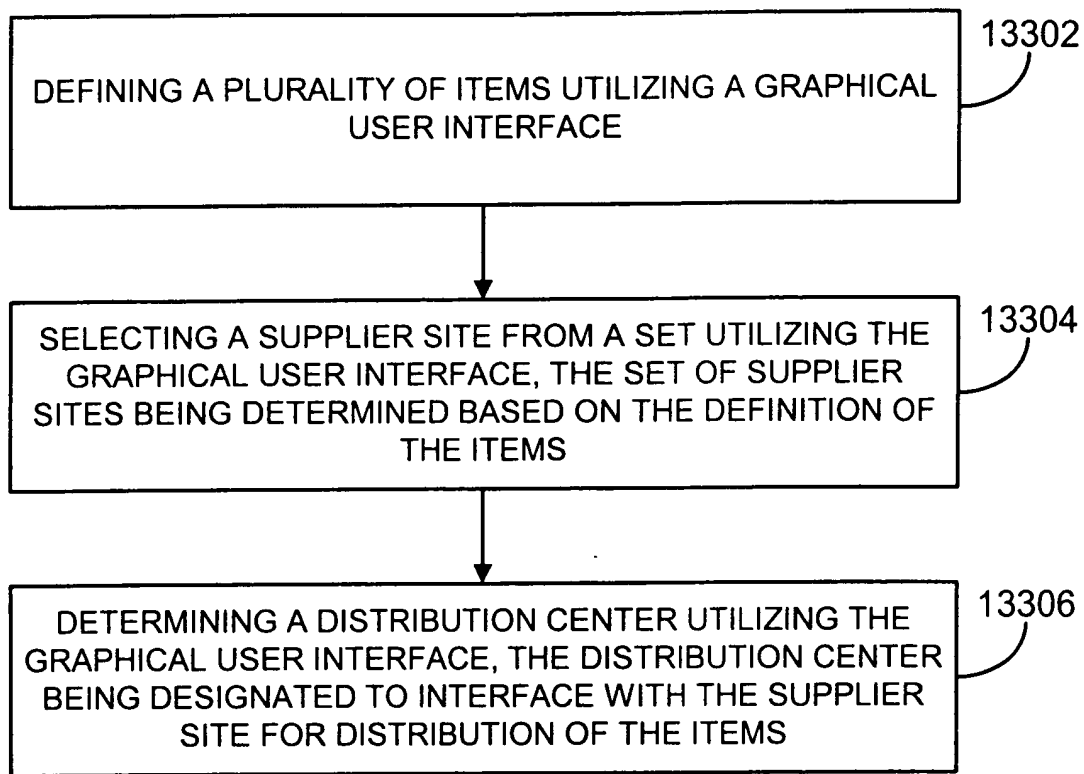 13302
DEFINING A PLURALITY OF ITEMS UTILIZING A GRAPHICAL
USER INTERFACE
13304
SELECTING A SUPPLIER SITE FROM A SET UTILIZING THE
GRAPHICAL USER INTERFACE, THE SET OF SUPPLIER
SITES BEING DETERMINED BASED ON THE DEFINITION OF
THE ITEMS
13306
DETERMINING A DISTRIBUTION CENTER UTILIZING THE
GRAPHICAL USER INTERFACE, THE DISTRIBUTION CENTER
BEING DESIGNATED TO INTERFACE WITH THE SUPPLIER
SITE FOR DISTRIBUTION OF THE ITEMS